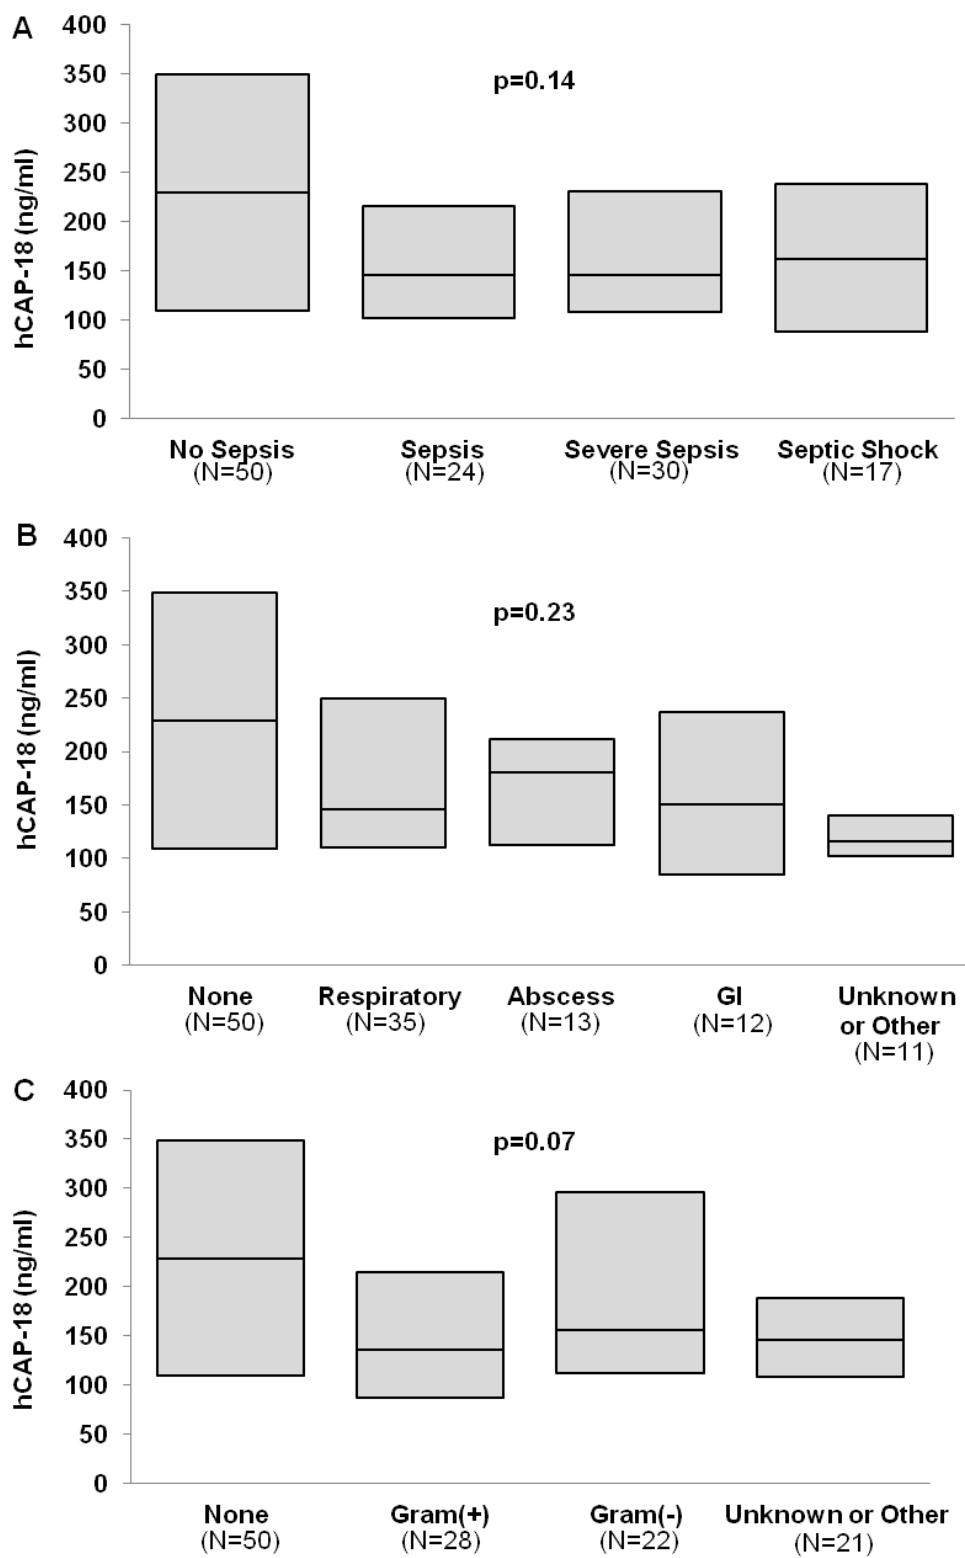 A
400
350
300
250
200
150
100
50
0
hCAP-18 (ng/ml)
p=0.14
No Sepsis Sepsis Severe Sepsis Septic Shock
(N=50) (N=24) (N=30) (N=17)
B
400
350
300
250
200
150
100
50
0
hCAP-18 (ng/ml)
p=0.23
None Respiratory Abscess GI Unknown
or Other
(N=50) (N=35) (N=13) (N=12)
(N=11)
C
400
350
300
250
200
150
100
50
0
hCAP-18 (ng/ml)
p=0.07
None Gram(+) Gram(-) Unknown or Other
(N=50) (N=28) (N=22) (N=21)